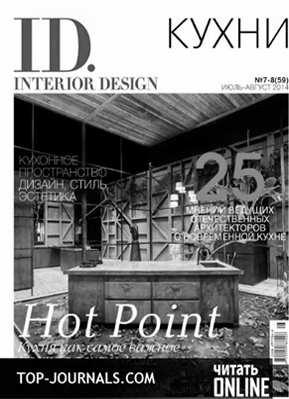 ID.
КУХНИ
INTERIOR DESIGN
№7-8(59)
ИЮЛЬ-АВГУСТ 2014
КУХОННОЕ
ПРОСТРАНСТВО
ДИЗАЙН, СТИЛЬ,
ЭСТЕТИКА
25
МНЕНИЙ ВЕДУЩИХ
ОТЕЧЕСТВЕННЫХ
АРХИТЕКТОРОВ
О СОВРЕМЕННОЙ КУХНЕ
Hot Point
Кухня как самое важное
TOP-JOURNALS.COM
читать
ONLINE